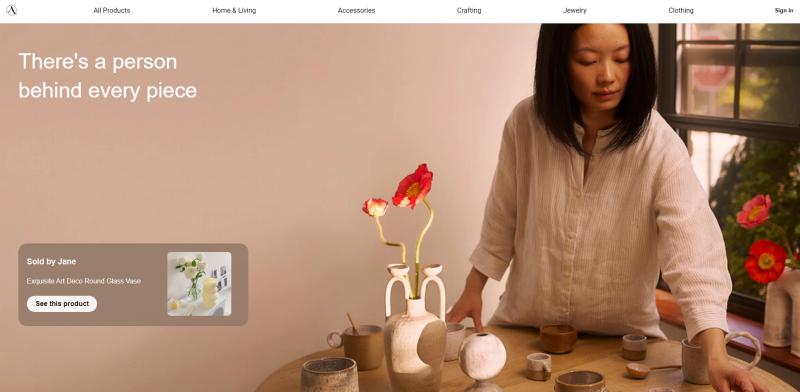 All Products
Home & Living
Accessories
Crafting
Jewelry
Clothing
Sign in
There's a person
behind every piece
Sold by Jane
Exquisite Art Deco Round Glass Vase
See this product